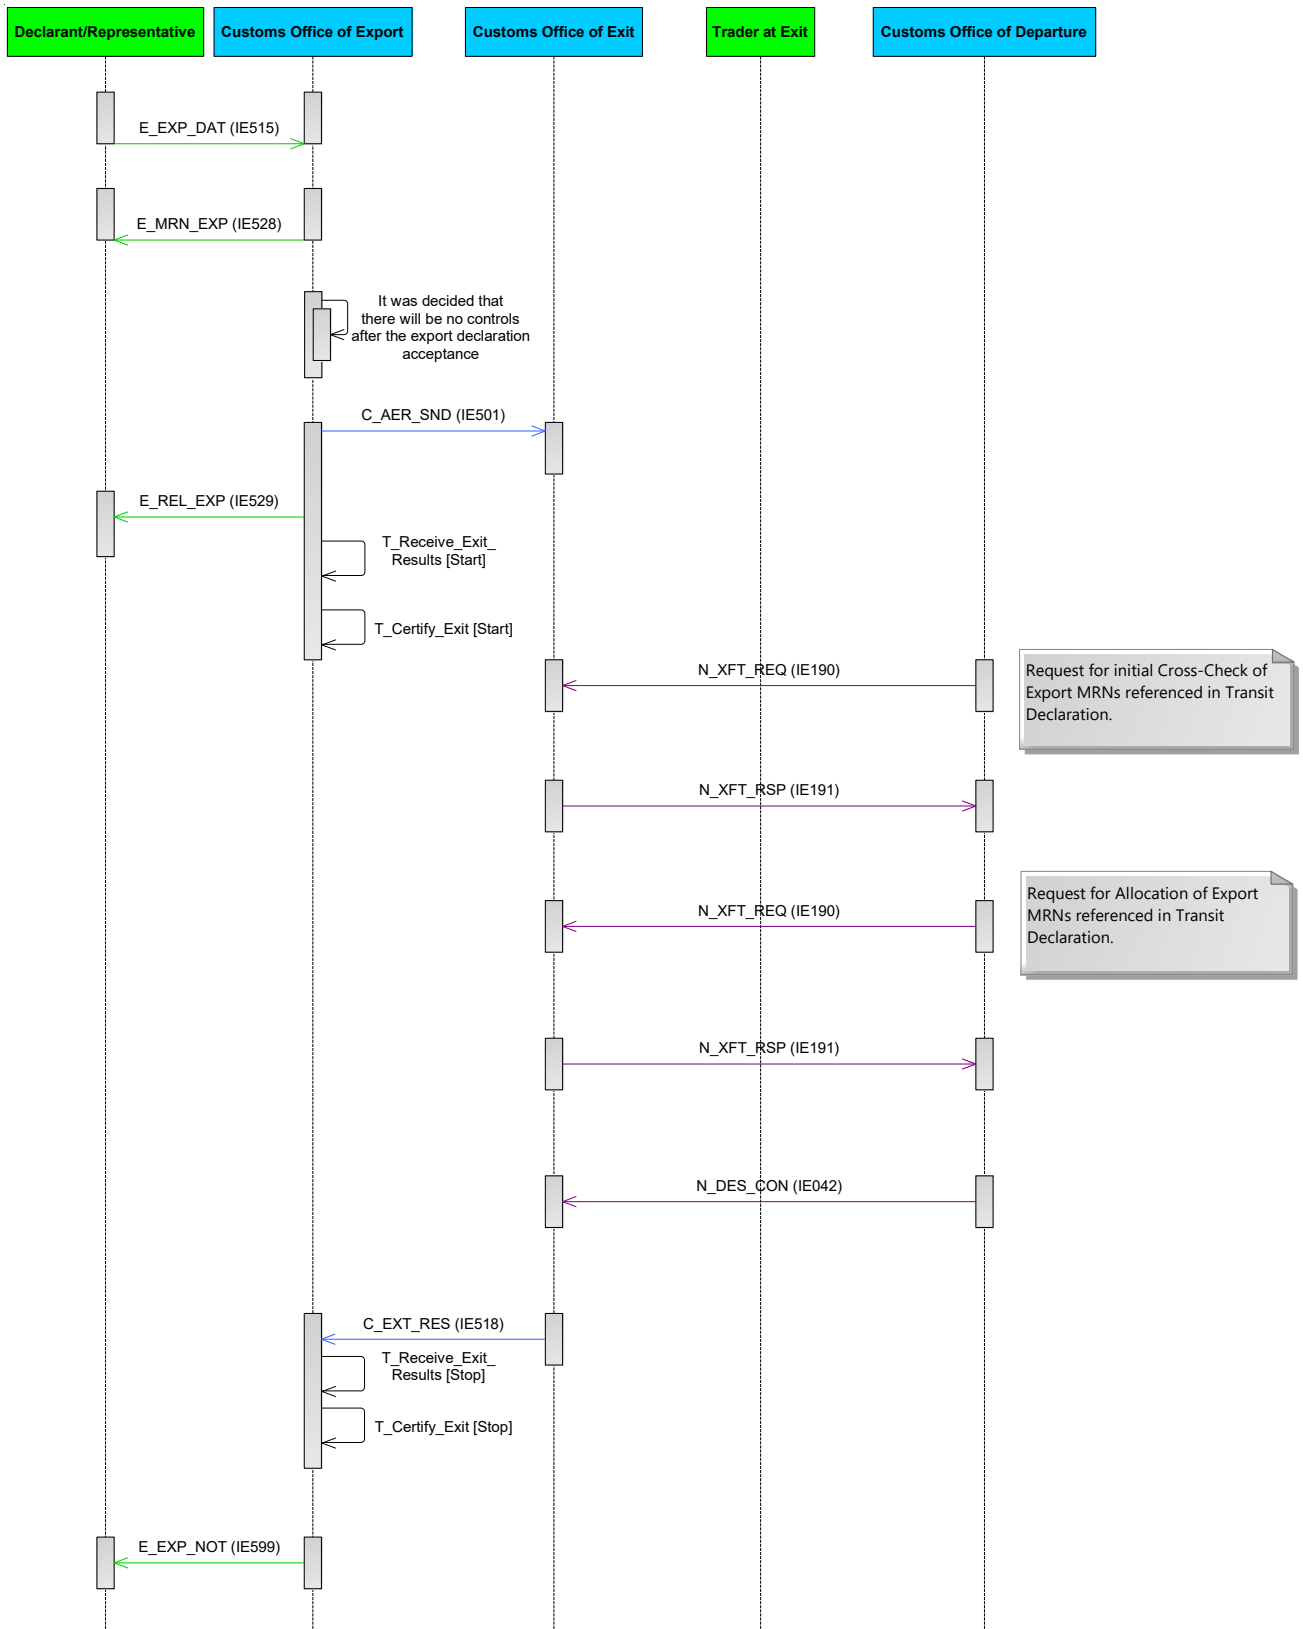 Declarant/Representative
Customs Office of Export
Customs Office of Exit
Trader at Exit
Customs Office of Departure
E_EXP_DAT (IE515)
E_MRN_EXP (IE528)
It was decided that
there will be no controls
after the export declaration
acceptance
C_AER_SND (IE501)
E_REL_EXP (IE529)
T_Receive_Exit_
Results [Start]
T_Certify_Exit [Start]
N_XFT_REQ (IE190)
Request for initial Cross-Check of
Export MRNs referenced in Transit
Declaration.
N_XFT_RSP (IE191)
N_XFT_REQ (IE190)
Request for Allocation of Export
MRNs referenced in Transit
Declaration.
N_XFT_RSP (IE191)
N_DES_CON (IE042)
C_EXT_RES (IE518)
T_Receive_Exit_
Results [Stop]
T_Certify_Exit [Stop]
E_EXP_NOT (IE599)